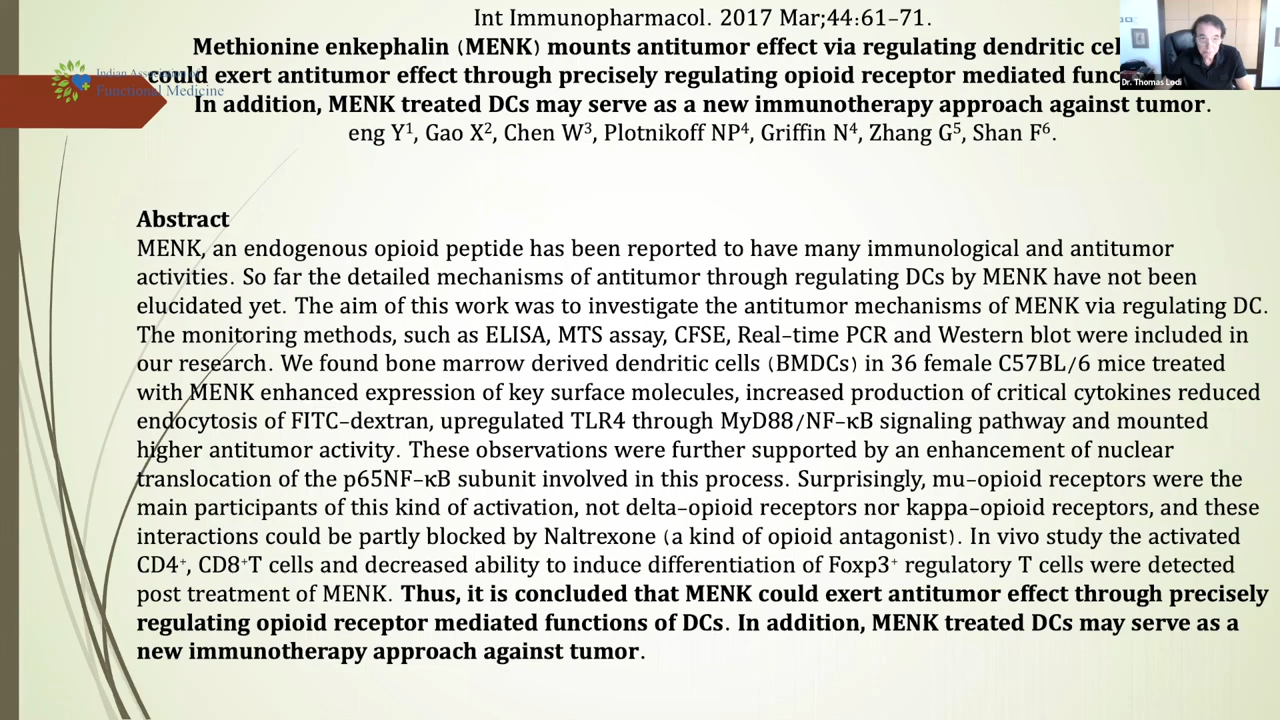 Int Immunopharmacol. 2017 Mar;44:61–71.
Methionine enkephalin (MENK) mounts antitumor effect via regulating dendritic cel
ld exert antitumor effect through precisely regulating opioid receptor mediated func
In addition, MENK treated DCs may serve as a new immunotherapy approach against tumor.
eng Y¹, Gao X², Chen W³, Plotnikoff NP⁴, Griffin N⁴, Zhang G⁵, Shan F⁶.
Indian Association of
Functional Medicine
Dr. Thomas Lodi
Abstract
MENK, an endogenous opioid peptide has been reported to have many immunological and antitumor
activities. So far the detailed mechanisms of antitumor through regulating DCs by MENK have not been
elucidated yet. The aim of this work was to investigate the antitumor mechanisms of MENK via regulating DC.
The monitoring methods, such as ELISA, MTS assay, CFSE, Real–time PCR and Western blot were included in
our research. We found bone marrow derived dendritic cells (BMDCs) in 36 female C57BL/6 mice treated
with MENK enhanced expression of key surface molecules, increased production of critical cytokines reduced
endocytosis of FITC–dextran, upregulated TLR4 through MyD88/NF–κB signaling pathway and mounted
higher antitumor activity. These observations were further supported by an enhancement of nuclear
translocation of the p65NF–κB subunit involved in this process. Surprisingly, mu–opioid receptors were the
main participants of this kind of activation, not delta–opioid receptors nor kappa–opioid receptors, and these
interactions could be partly blocked by Naltrexone (a kind of opioid antagonist). In vivo study the activated
CD4⁺, CD8⁺T cells and decreased ability to induce differentiation of Foxp3⁺ regulatory T cells were detected
post treatment of MENK. Thus, it is concluded that MENK could exert antitumor effect through precisely
regulating opioid receptor mediated functions of DCs. In addition, MENK treated DCs may serve as a
new immunotherapy approach against tumor.